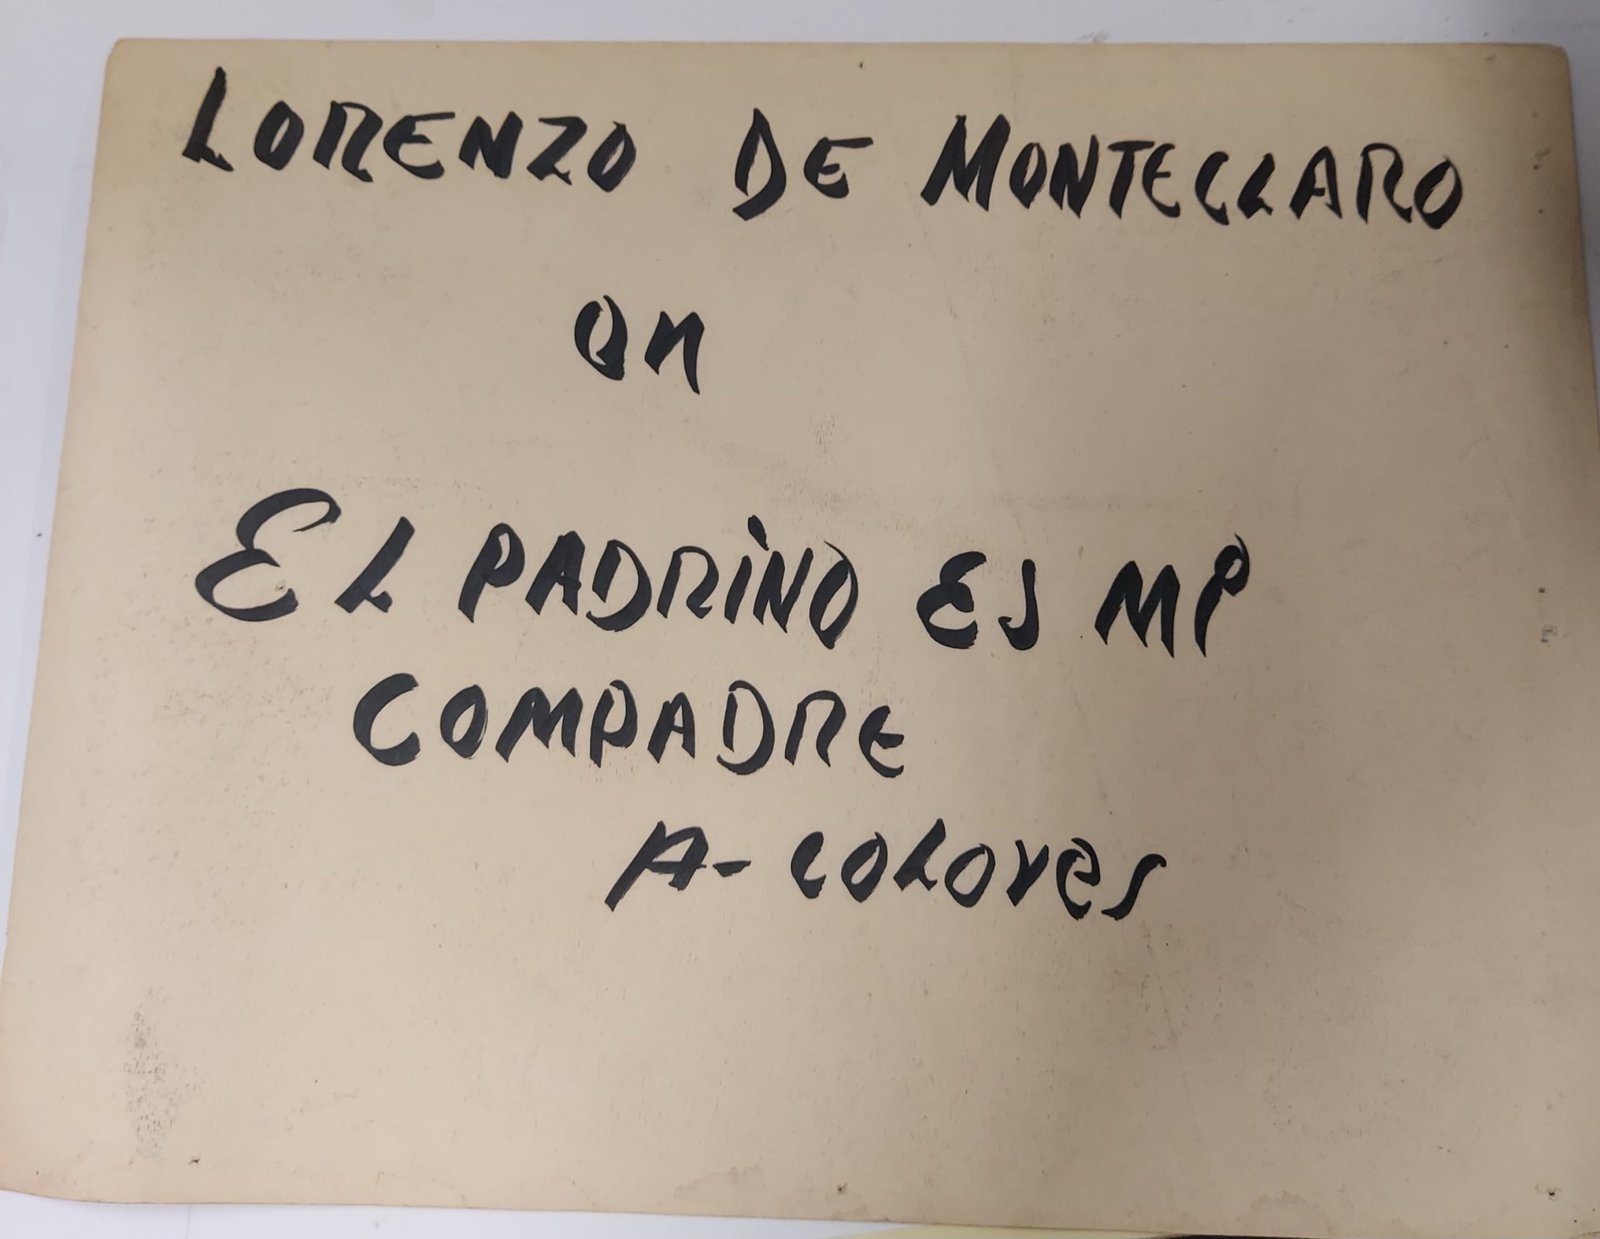 LORENZO DE MONTECLARO
en
EL PADRiNO ES Mi
COMPADRE
A-COLOreS